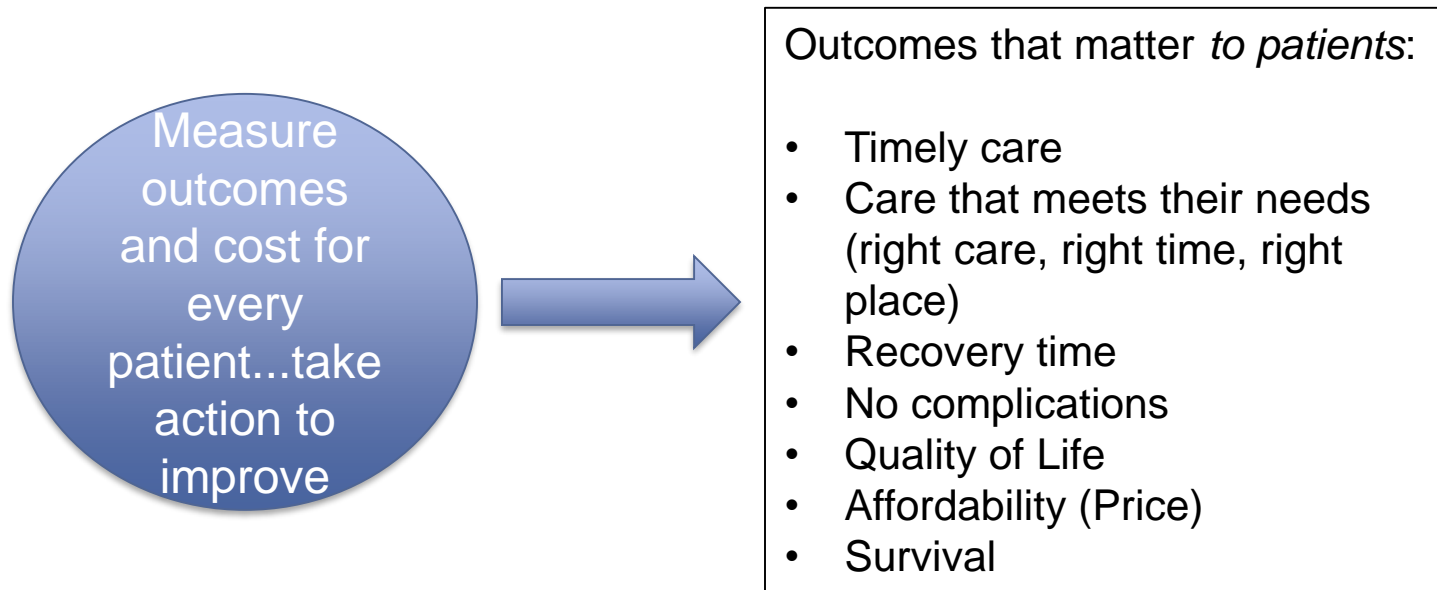 Measure
outcomes
and cost for
every
patient...take
action to
improve
Outcomes that matter to patients:
• Timely care
• Care that meets their needs
(right care, right time, right
place)
• Recovery time
• No complications
• Quality of Life
• Affordability (Price)
• Survival